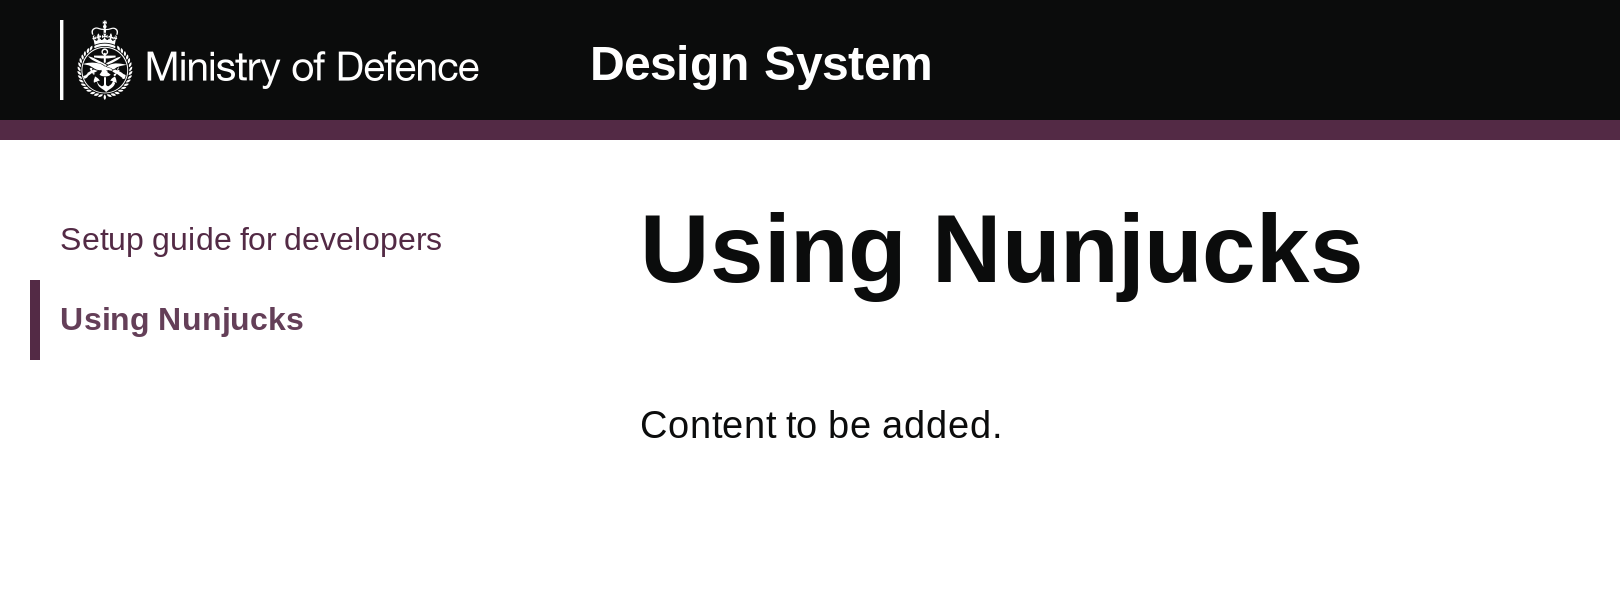 Ministry of Defence
Design System
Setup guide for developers
Using Nunjucks
Using Nunjucks
Content to be added.